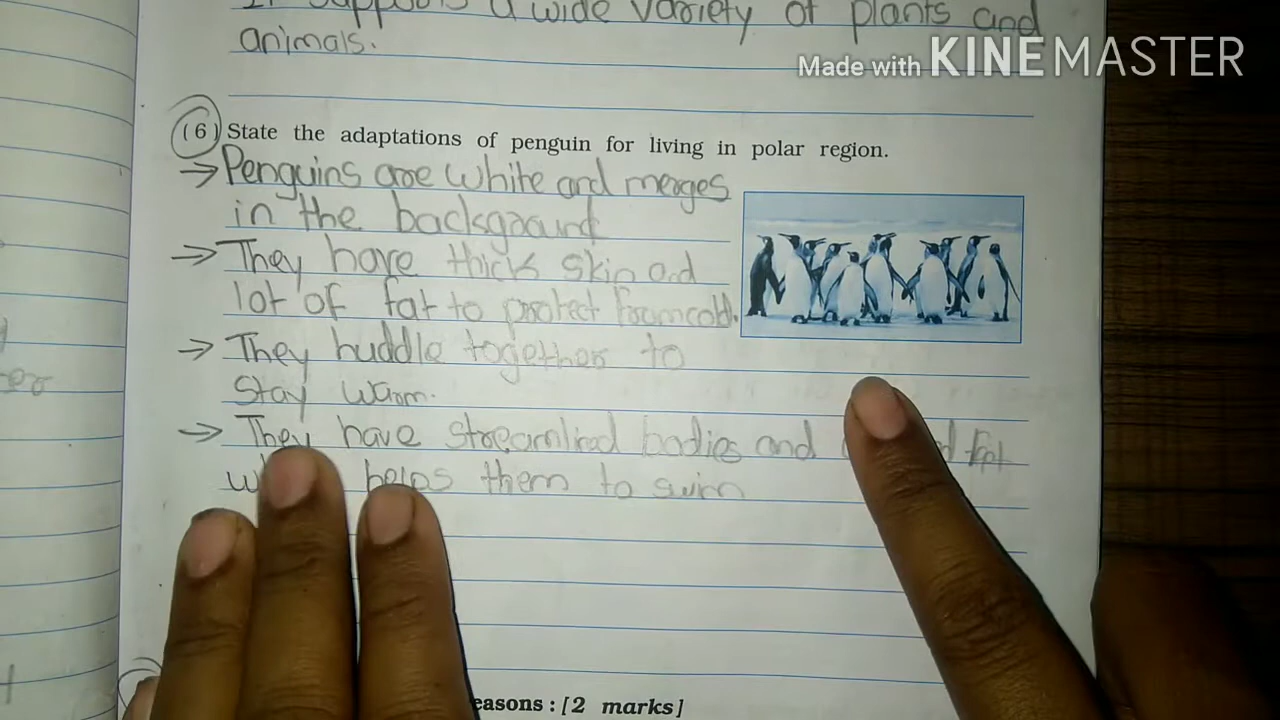 It supports a wide variety of plants and
animals.
Made with KINEMASTER
(6) State the adaptations of penguin for living in polar region.
→ Penguins are white and merges
in the background
→ They have thick skin and
lot of fat to protect from cold.
→ They huddle together to
stay warm.
→ They have streamlined bodies and
helps them to swim
easons : [2 marks]